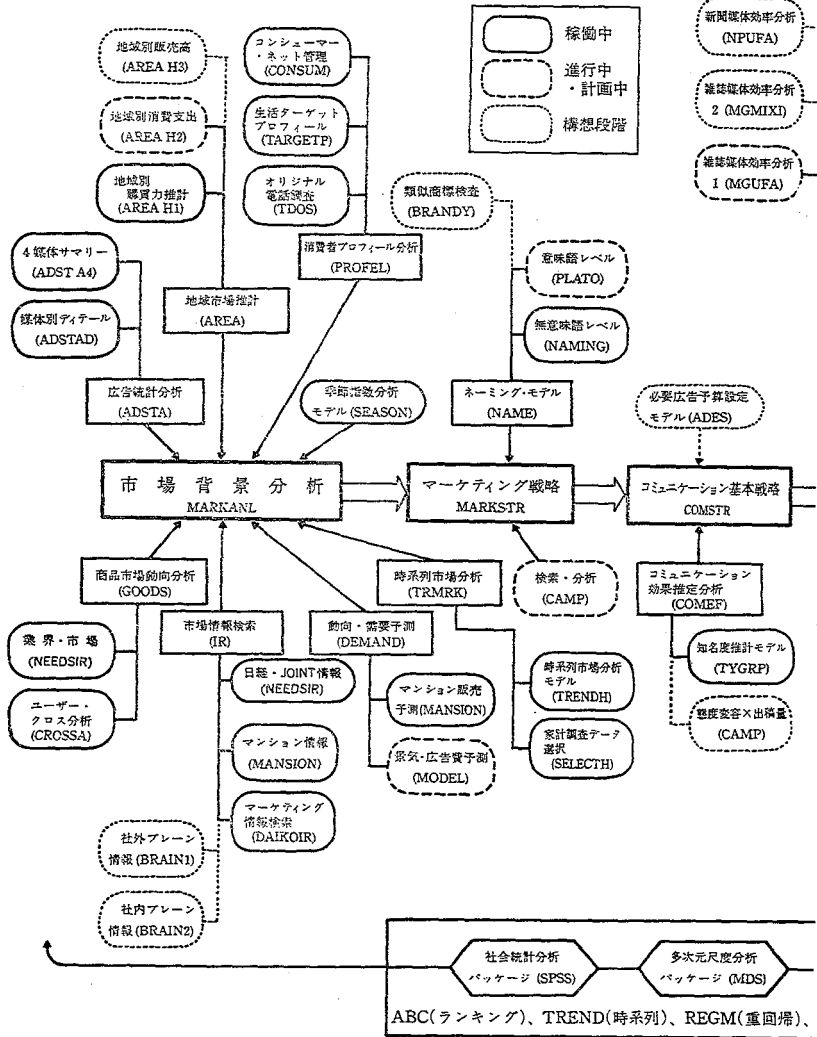 稼働中
進行中
・計画中
構想段階
新聞媒体効率分析
(NPUFA)
雑誌媒体効率分析
2 (MGMIXI)
雑誌媒体効率分析
1 (MGUFA)
地域別販売高
(AREA H3)
地域別消費支出
(AREA H2)
地域別
購買力推計
(AREA H1)
コンシューマー
・ネット管理
(CONSUM)
生活ターゲット
プロフィール
(TARGETP)
オリジナル
電話調査
(TDOS)
消費者プロフィール分析
(PROFEL)
4媒体サマリー
(ADST A4)
媒体別ディテール
(ADSTAD)
地域市場推計
(AREA)
広告統計分析
(ADSTA)
季節指数分析
モデル(SEASON)
類似商標検査
(BRANDY)
意味語レベル
(PLATO)
無意味語レベル
(NAMING)
ネーミング・モデル
(NAME)
必要広告予算設定
モデル(ADES)
市場背景分析
MARKANL
マーケティング戦略
MARKSTR
コミュニケーション基本戦略
COMSTR
商品市場動向分析
(GOODS)
業界・市場
(NEEDSIR)
ユーザー・
クロス分析
(CROSSA)
市場情報検索
(IR)
日経・JOINT情報
(NEEDSIR)
マンション情報
(MANSION)
マーケティング
情報検索
(DAIKOIR)
社外ブレーン
情報(BRAIN1)
社内ブレーン
情報(BRAIN2)
動向・需要予測
(DEMAND)
マンション販売
予測(MANSION)
景気・広告費予測
(MODEL)
時系列市場分析
(TRMRK)
時系列市場分析
モデル
(TRENDH)
家計調査データ
選択
(SELECTH)
検索・分析
(CAMP)
コミュニケーション
効果推定分析
(COMEF)
知名度推計モデル
(TYGRP)
態度変容×出稿量
(CAMP)
社会統計分析
パッケージ(SPSS)
多次元尺度分析
パッケージ(MDS)
ABC(ランキング)、TREND(時系列)、REGM(重回帰)、